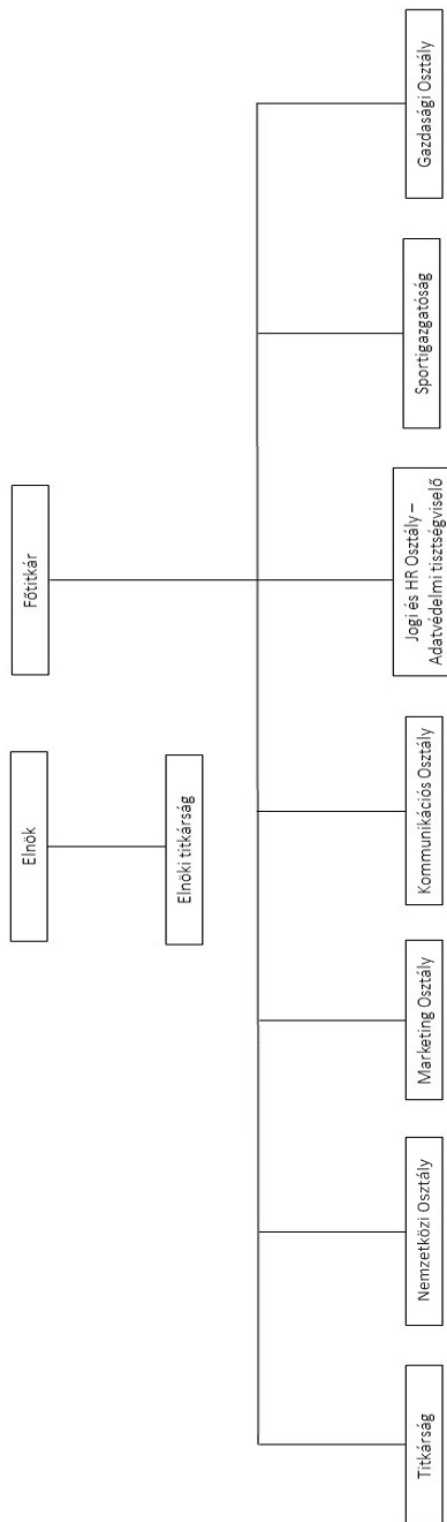 Elnök
Főtitkár
Elnöki titkárság
Titkárság
Nemzetközi Osztály
Marketing Osztály
Kommunikációs Osztály
Jogi és HR Osztály –
Adatvédelmi tisztségviselő
Sportigazgatóság
Gazdasági Osztály